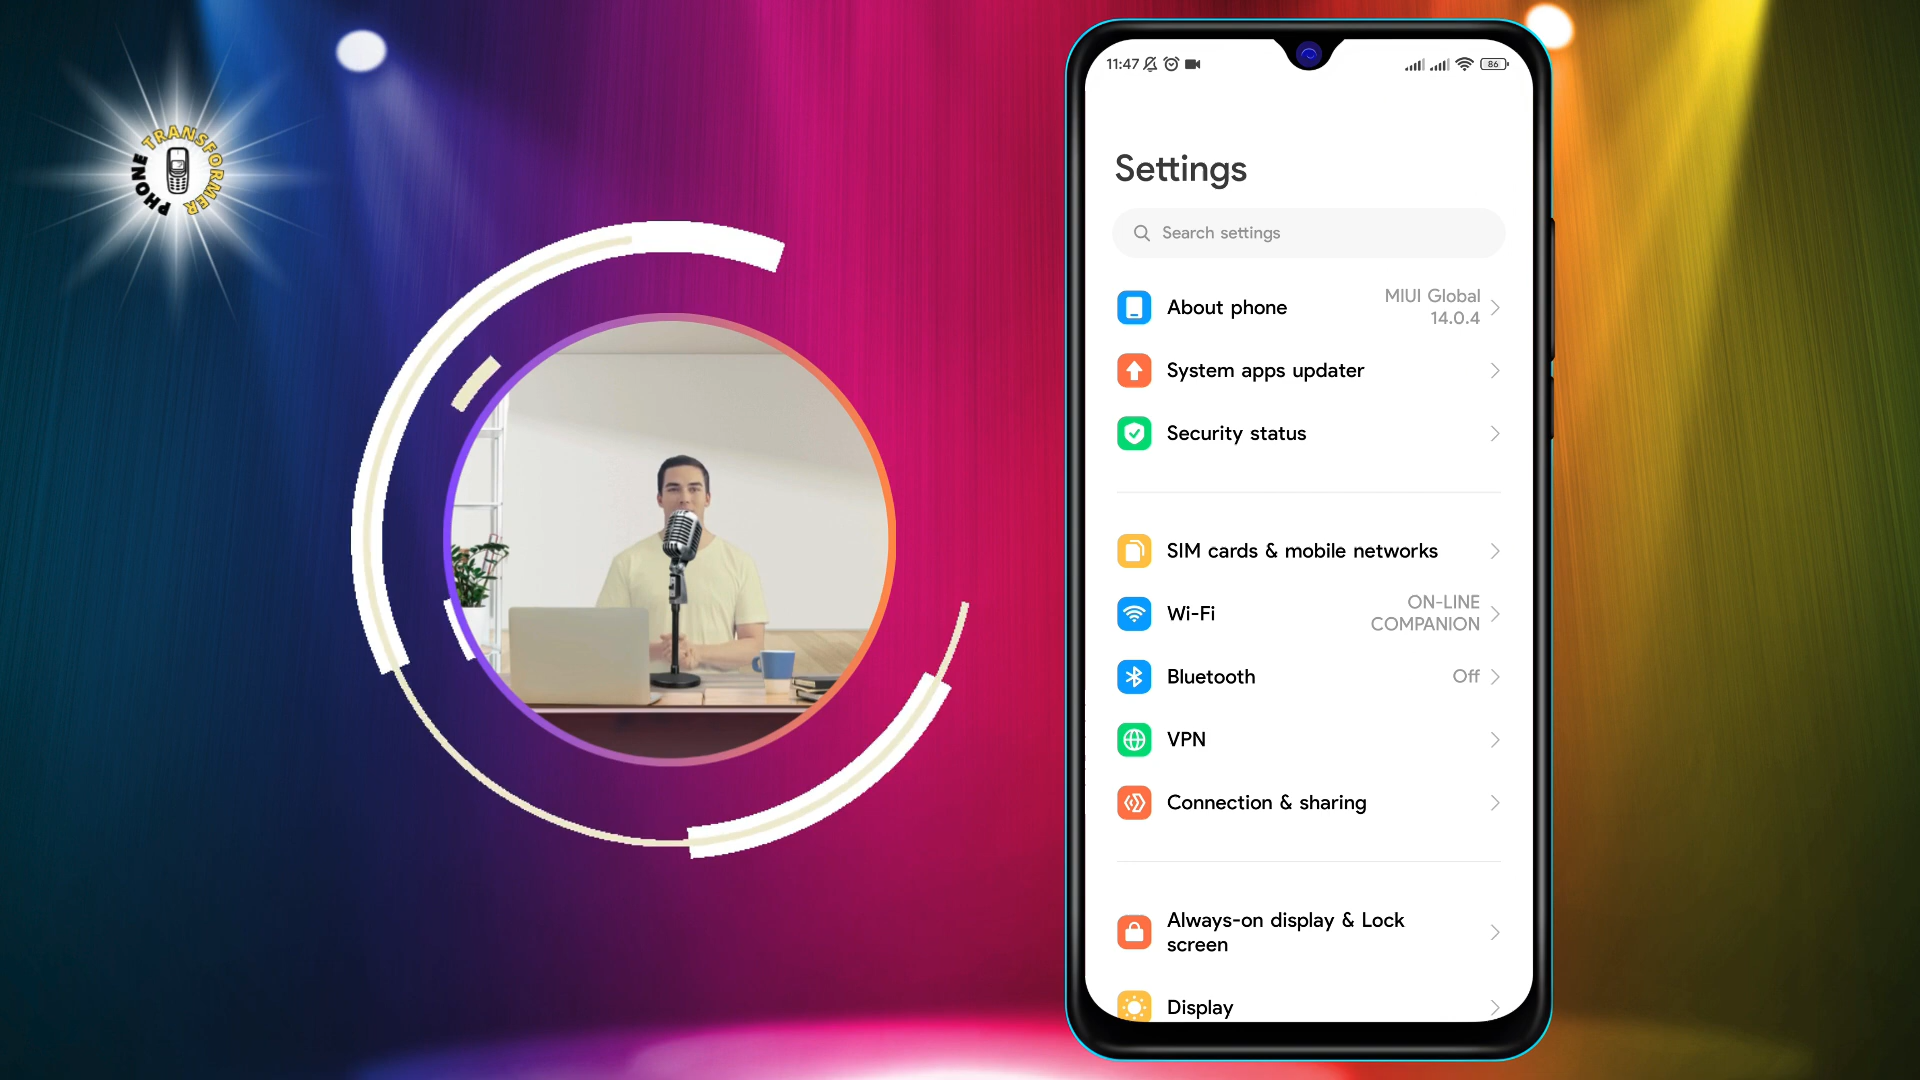 PHONE TRANSFORMER
11:47
86
Settings
Search settings
About phone
MIUI Global
14.0.4
System apps updater
Security status
SIM cards & mobile networks
Wi-Fi
ON-LINE
COMPANION
Bluetooth
Off
VPN
Connection & sharing
Always-on display & Lock
screen
Display